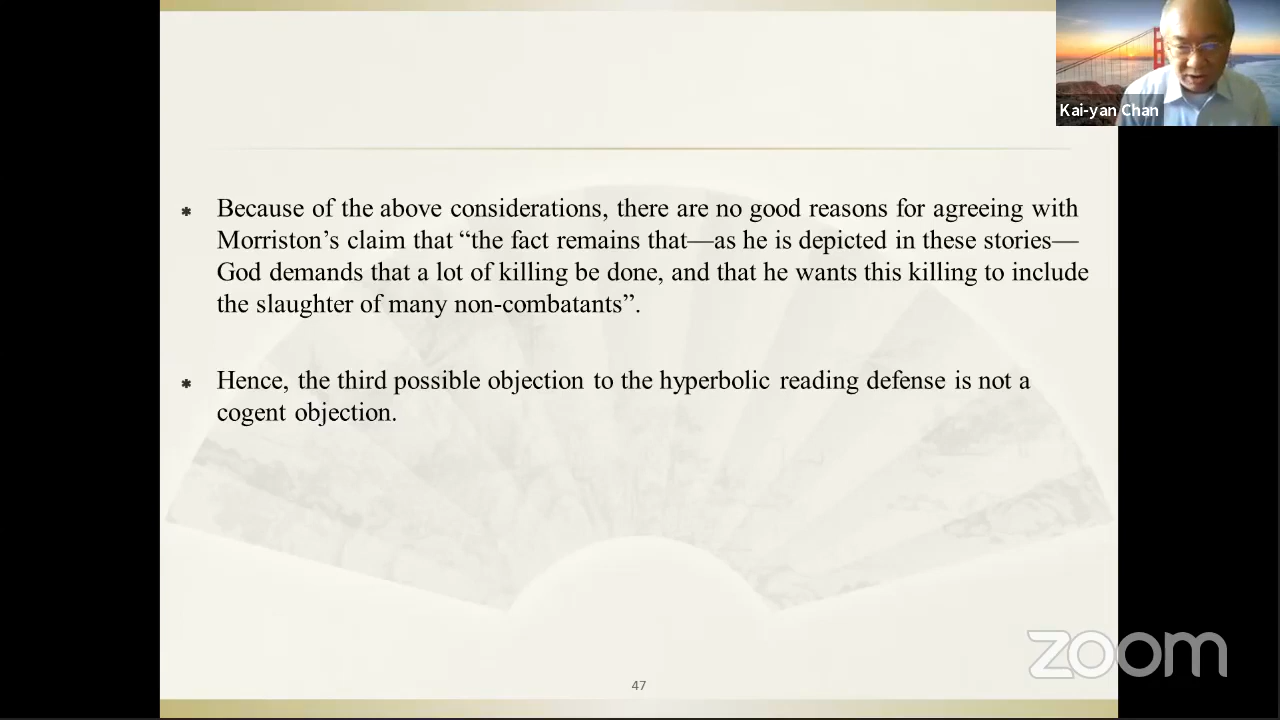 Kai-yan Chan
✱ Because of the above considerations, there are no good reasons for agreeing with
Morriston’s claim that “the fact remains that—as he is depicted in these stories—
God demands that a lot of killing be done, and that he wants this killing to include
the slaughter of many non-combatants”.
✱ Hence, the third possible objection to the hyperbolic reading defense is not a
cogent objection.
zoom
47